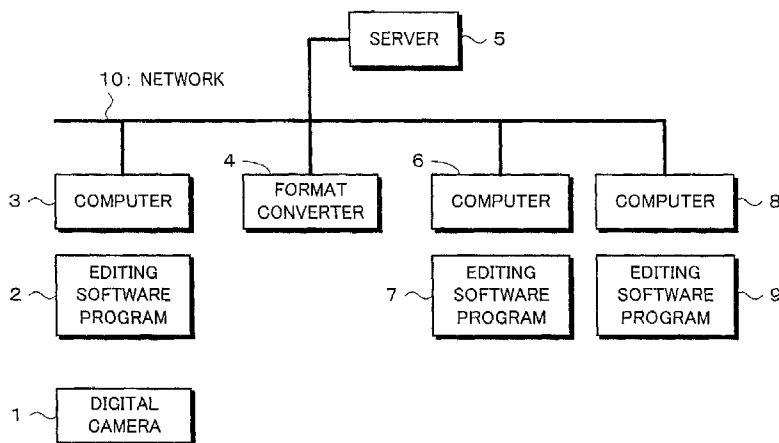 SERVER
5
10: NETWORK
4
6
3
COMPUTER
FORMAT
CONVERTER
COMPUTER
COMPUTER
8
2
EDITING
SOFTWARE
PROGRAM
7
EDITING
SOFTWARE
PROGRAM
EDITING
SOFTWARE
PROGRAM
9
1
DIGITAL
CAMERA